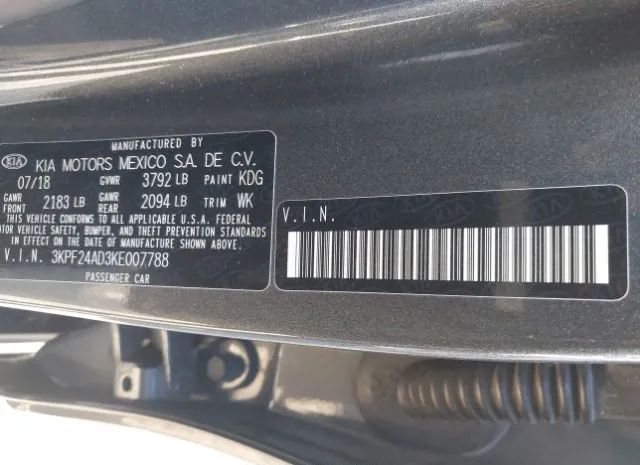 MANUFACTURED BY
KIA KIA MOTORS MEXICO S.A. DE C.V.
07/18 GVWR 3792 LB PAINT KDG
GAWR FRONT 2183 LB GAWR REAR 2094 LB TRIM WK
THIS VEHICLE CONFORMS TO ALL APPLICABLE U.S.A. FEDERAL
MOTOR VEHICLE SAFETY, BUMPER, AND THEFT PREVENTION STANDARDS
IN EFFECT ON THE DATE OF MANUFACTURE SHOWN ABOVE.
V.I.N. 3KPF24AD3KE007788
PASSENGER CAR
V.I.N.